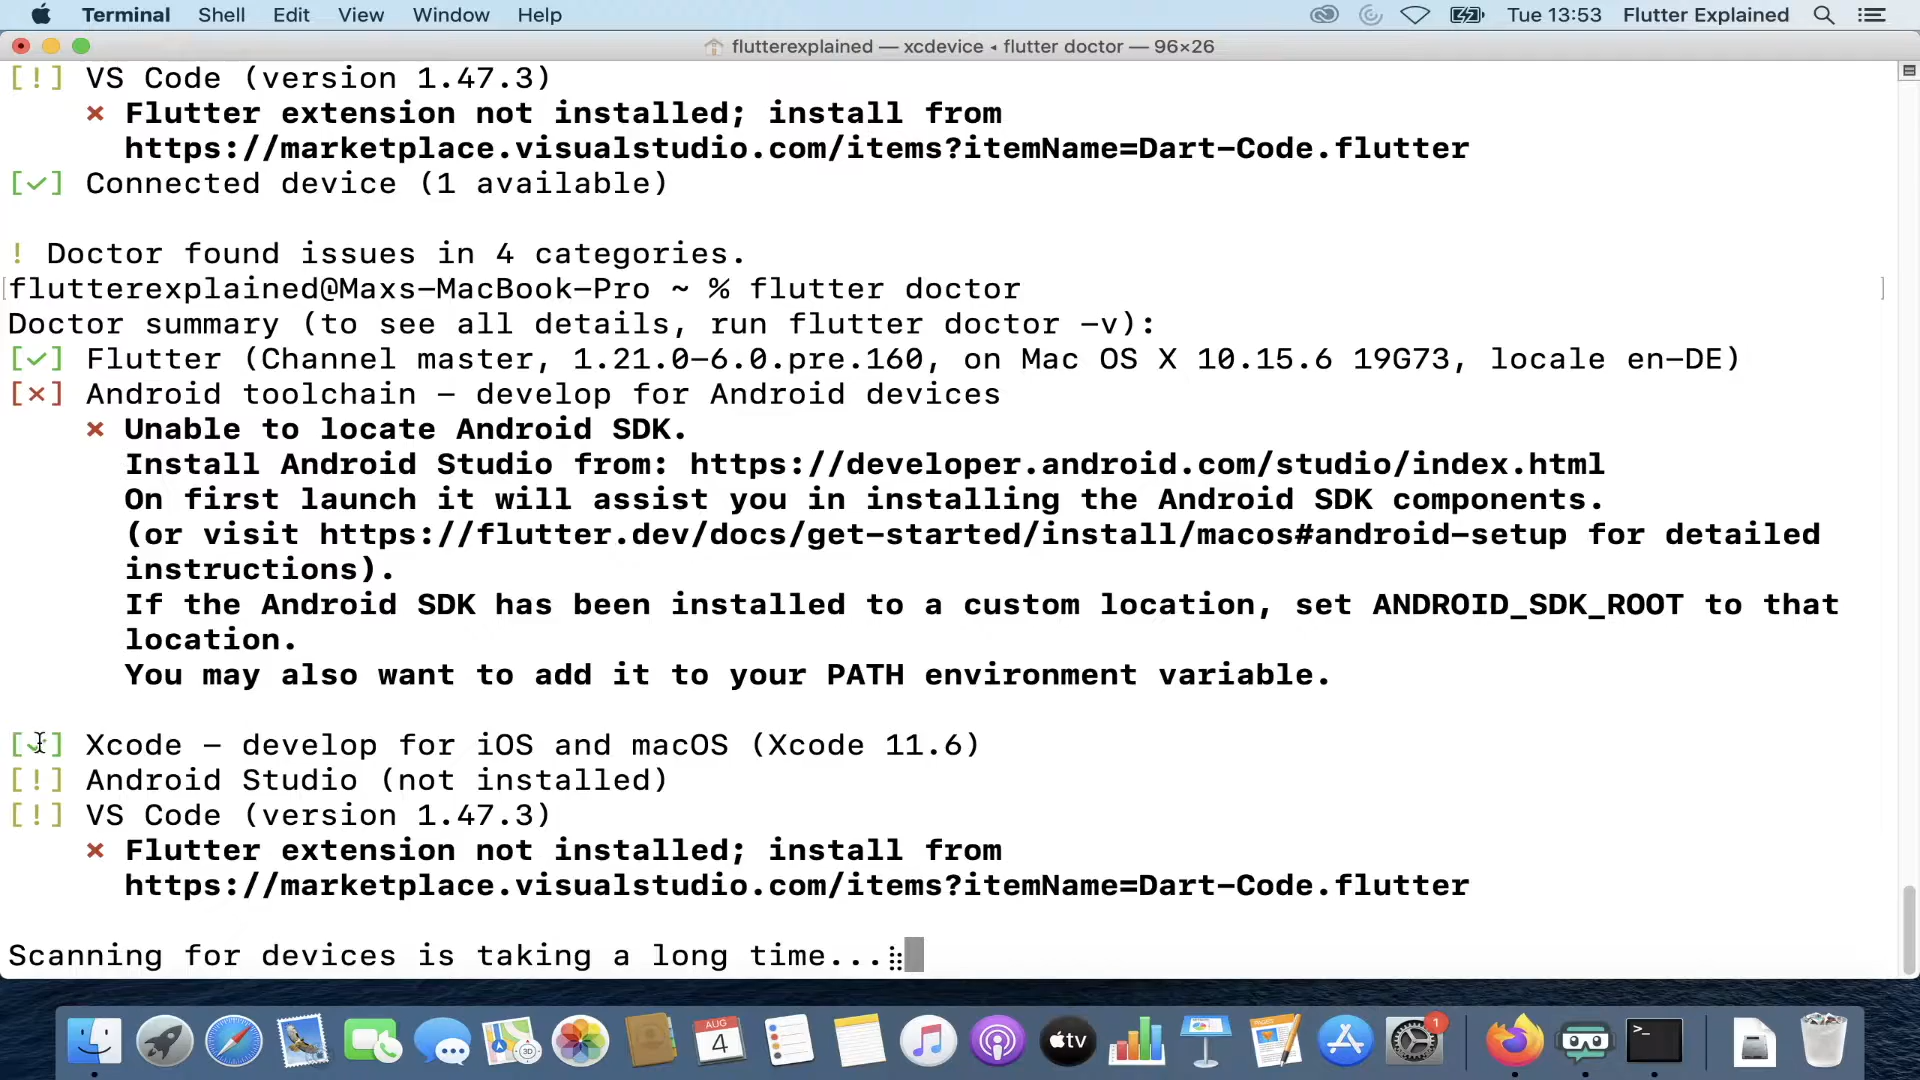 Terminal Shell Edit View Window Help Tue 13:53 Flutter Explained
flutterexplained — xcdevice ◂ flutter doctor — 96×26
[!] VS Code (version 1.47.3)
✗ Flutter extension not installed; install from
https://marketplace.visualstudio.com/items?itemName=Dart-Code.flutter
[✓] Connected device (1 available)
! Doctor found issues in 4 categories.
flutterexplained@Maxs-MacBook-Pro ~ % flutter doctor
Doctor summary (to see all details, run flutter doctor -v):
[✓] Flutter (Channel master, 1.21.0-6.0.pre.160, on Mac OS X 10.15.6 19G73, locale en-DE)
[✗] Android toolchain - develop for Android devices
✗ Unable to locate Android SDK.
Install Android Studio from: https://developer.android.com/studio/index.html
On first launch it will assist you in installing the Android SDK components.
(or visit https://flutter.dev/docs/get-started/install/macos#android-setup for detailed
instructions).
If the Android SDK has been installed to a custom location, set ANDROID_SDK_ROOT to that
location.
You may also want to add it to your PATH environment variable.
[✓] Xcode - develop for iOS and macOS (Xcode 11.6)
[!] Android Studio (not installed)
[!] VS Code (version 1.47.3)
✗ Flutter extension not installed; install from
https://marketplace.visualstudio.com/items?itemName=Dart-Code.flutter
Scanning for devices is taking a long time...
3D
AUG
4
tv
1
>_